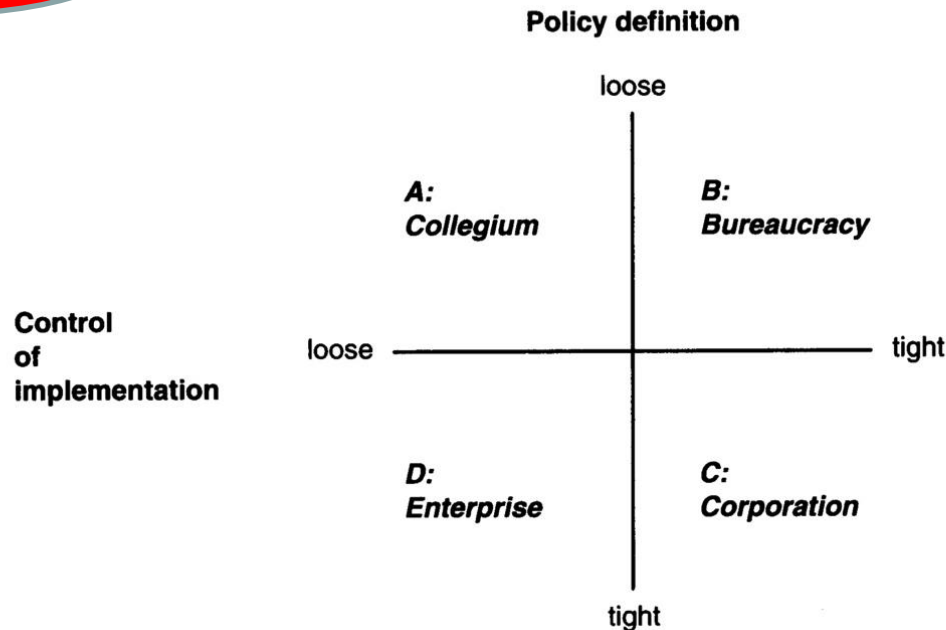 Policy definition
loose
A:
Collegium
B:
Bureaucracy
Control
of
implementation
loose
tight
D:
Enterprise
C:
Corporation
tight